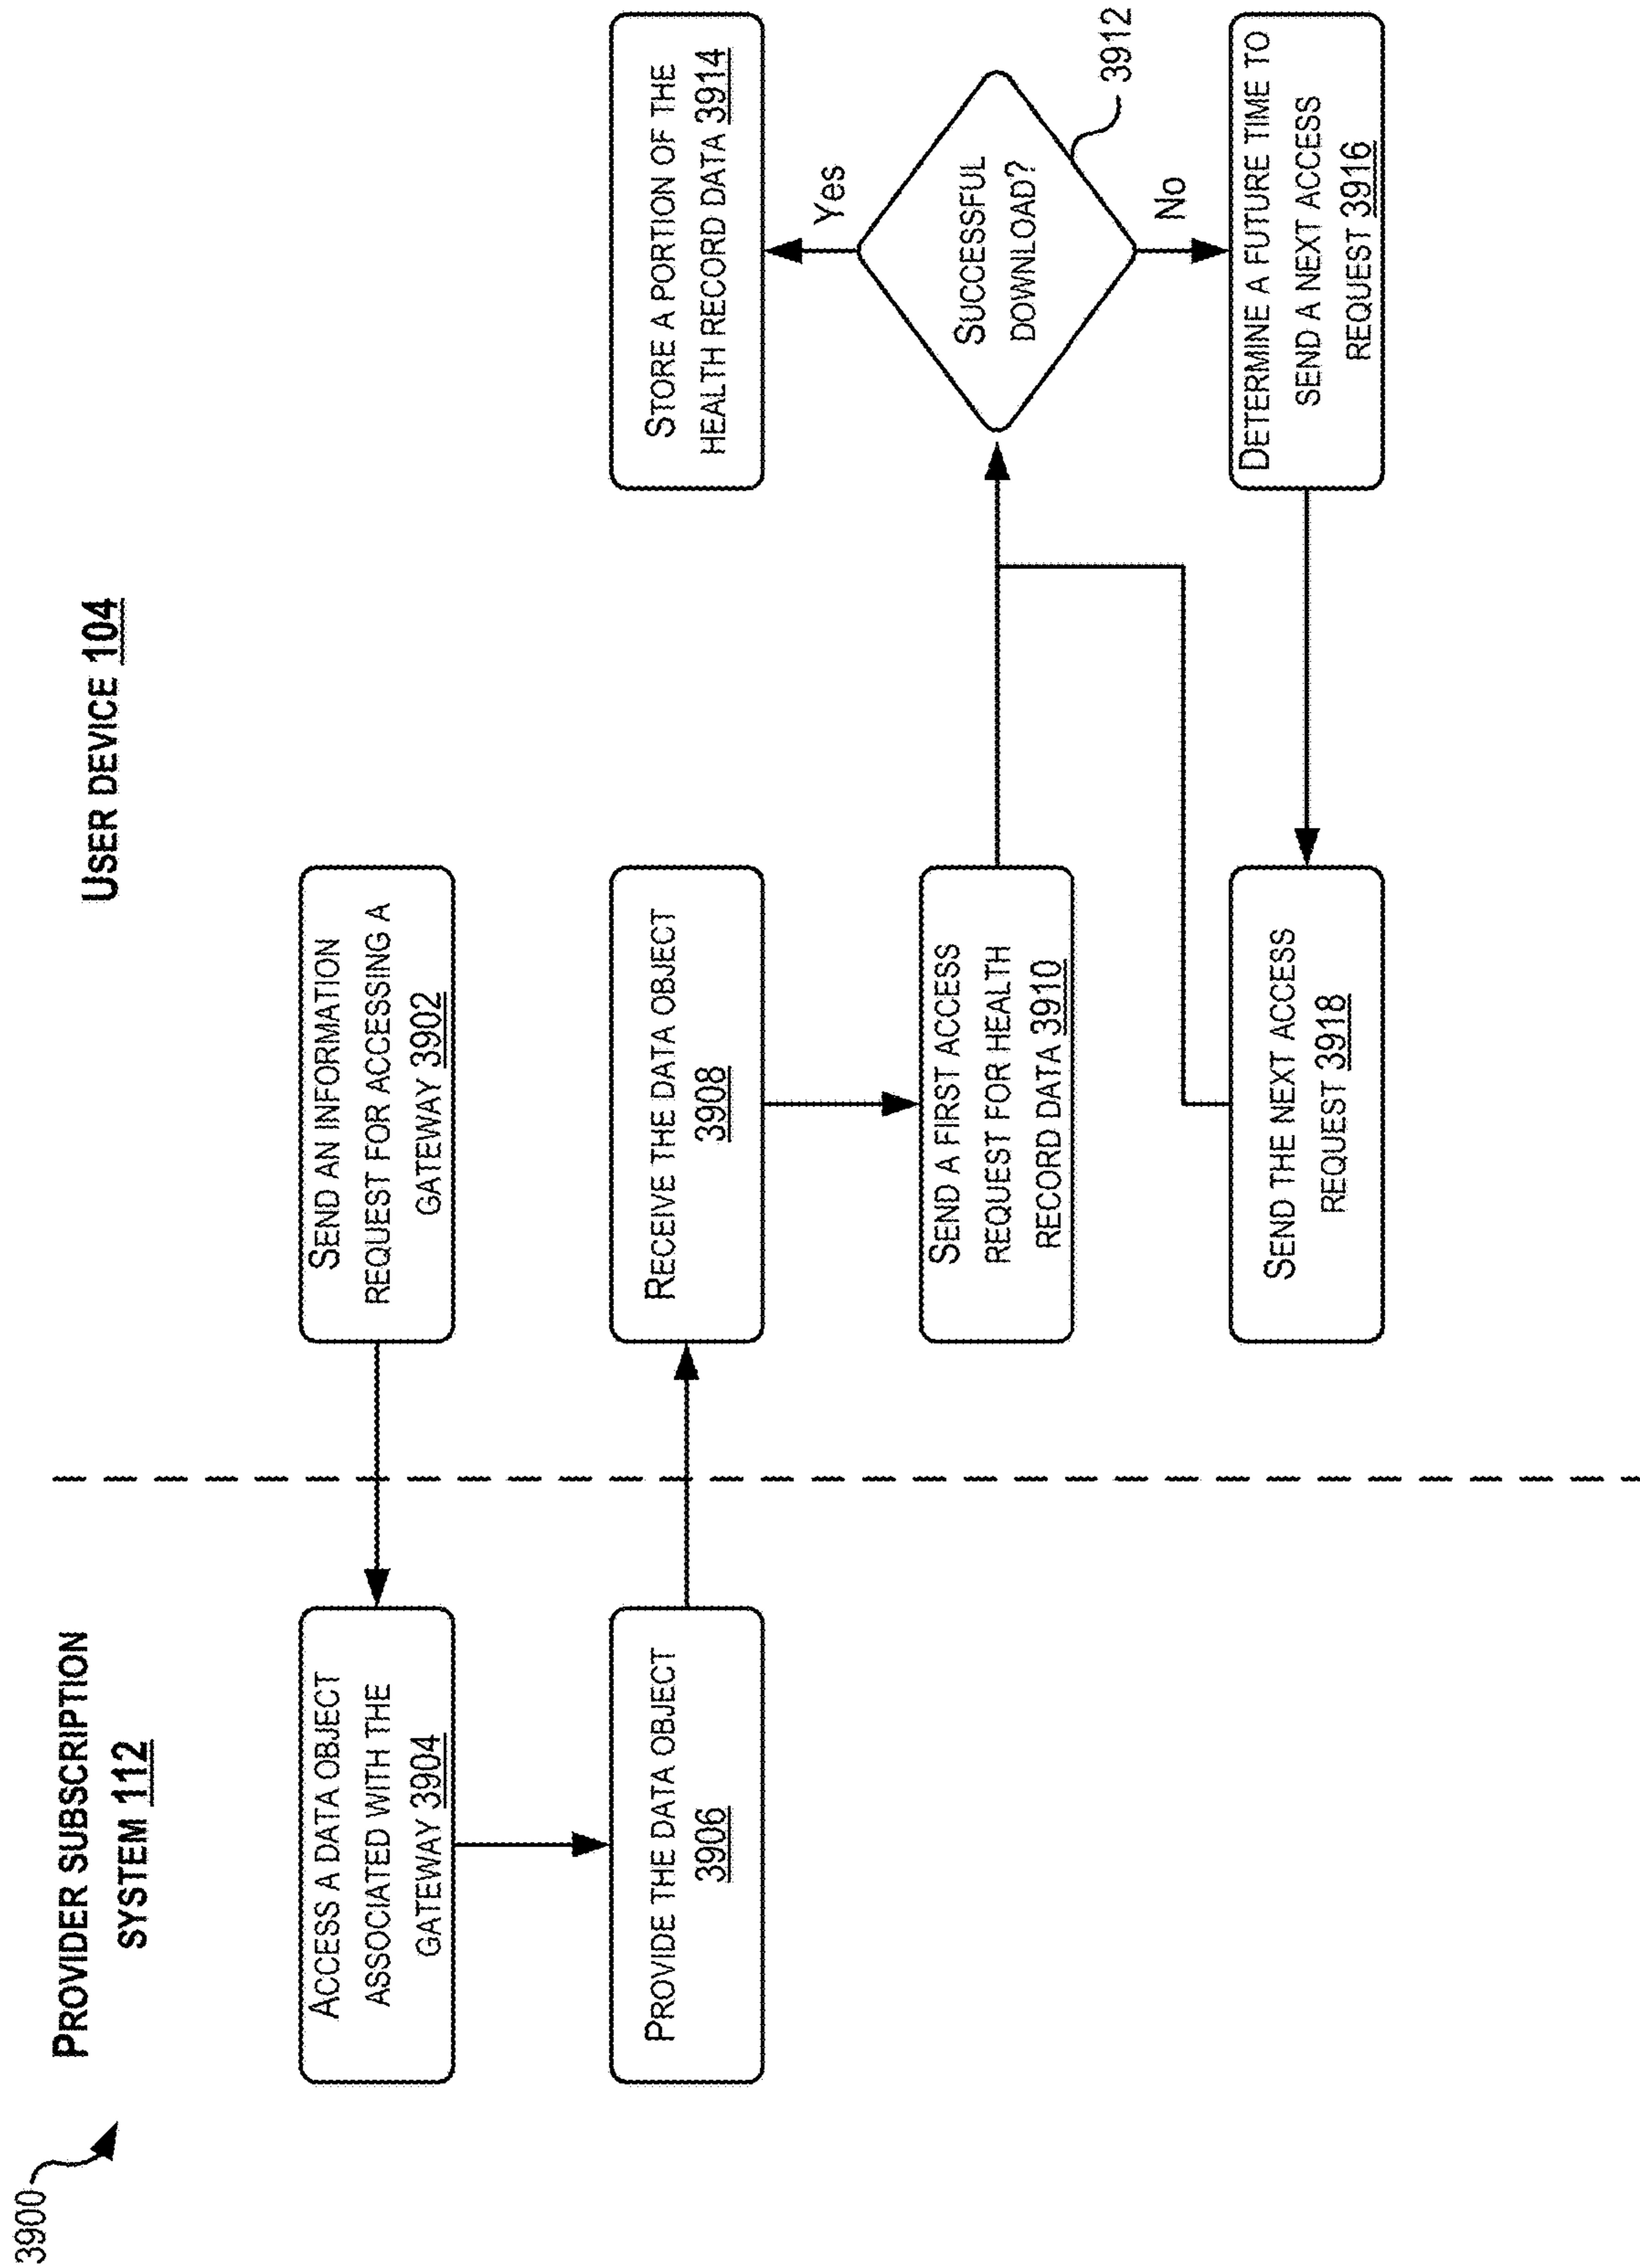 3900
PROVIDER SUBSCRIPTION
SYSTEM 112
USER DEVICE 104
ACCESS A DATA OBJECT
ASSOCIATED WITH THE
GATEWAY 3904
SEND AN INFORMATION
REQUEST FOR ACCESSING A
GATEWAY 3902
PROVIDE THE DATA OBJECT
3906
RECEIVE THE DATA OBJECT
3908
STORE A PORTION OF THE
HEALTH RECORD DATA 3914
Yes
SEND A FIRST ACCESS
REQUEST FOR HEALTH
RECORD DATA 3910
SUCCESSFUL
DOWNLOAD?
3912
No
SEND THE NEXT ACCESS
REQUEST 3918
DETERMINE A FUTURE TIME TO
SEND A NEXT ACCESS
REQUEST 3916